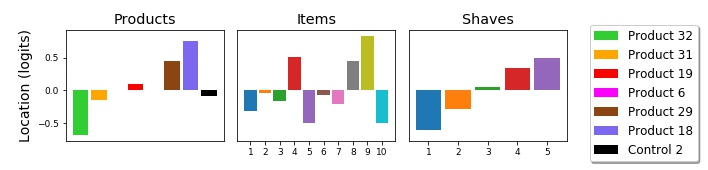 Products
Items
Shaves
Location (logits)
0.5
0.0
−0.5
1 2 3 4 5 6 7 8 9 10
1 2 3 4 5
Product 32
Product 31
Product 19
Product 6
Product 29
Product 18
Control 2